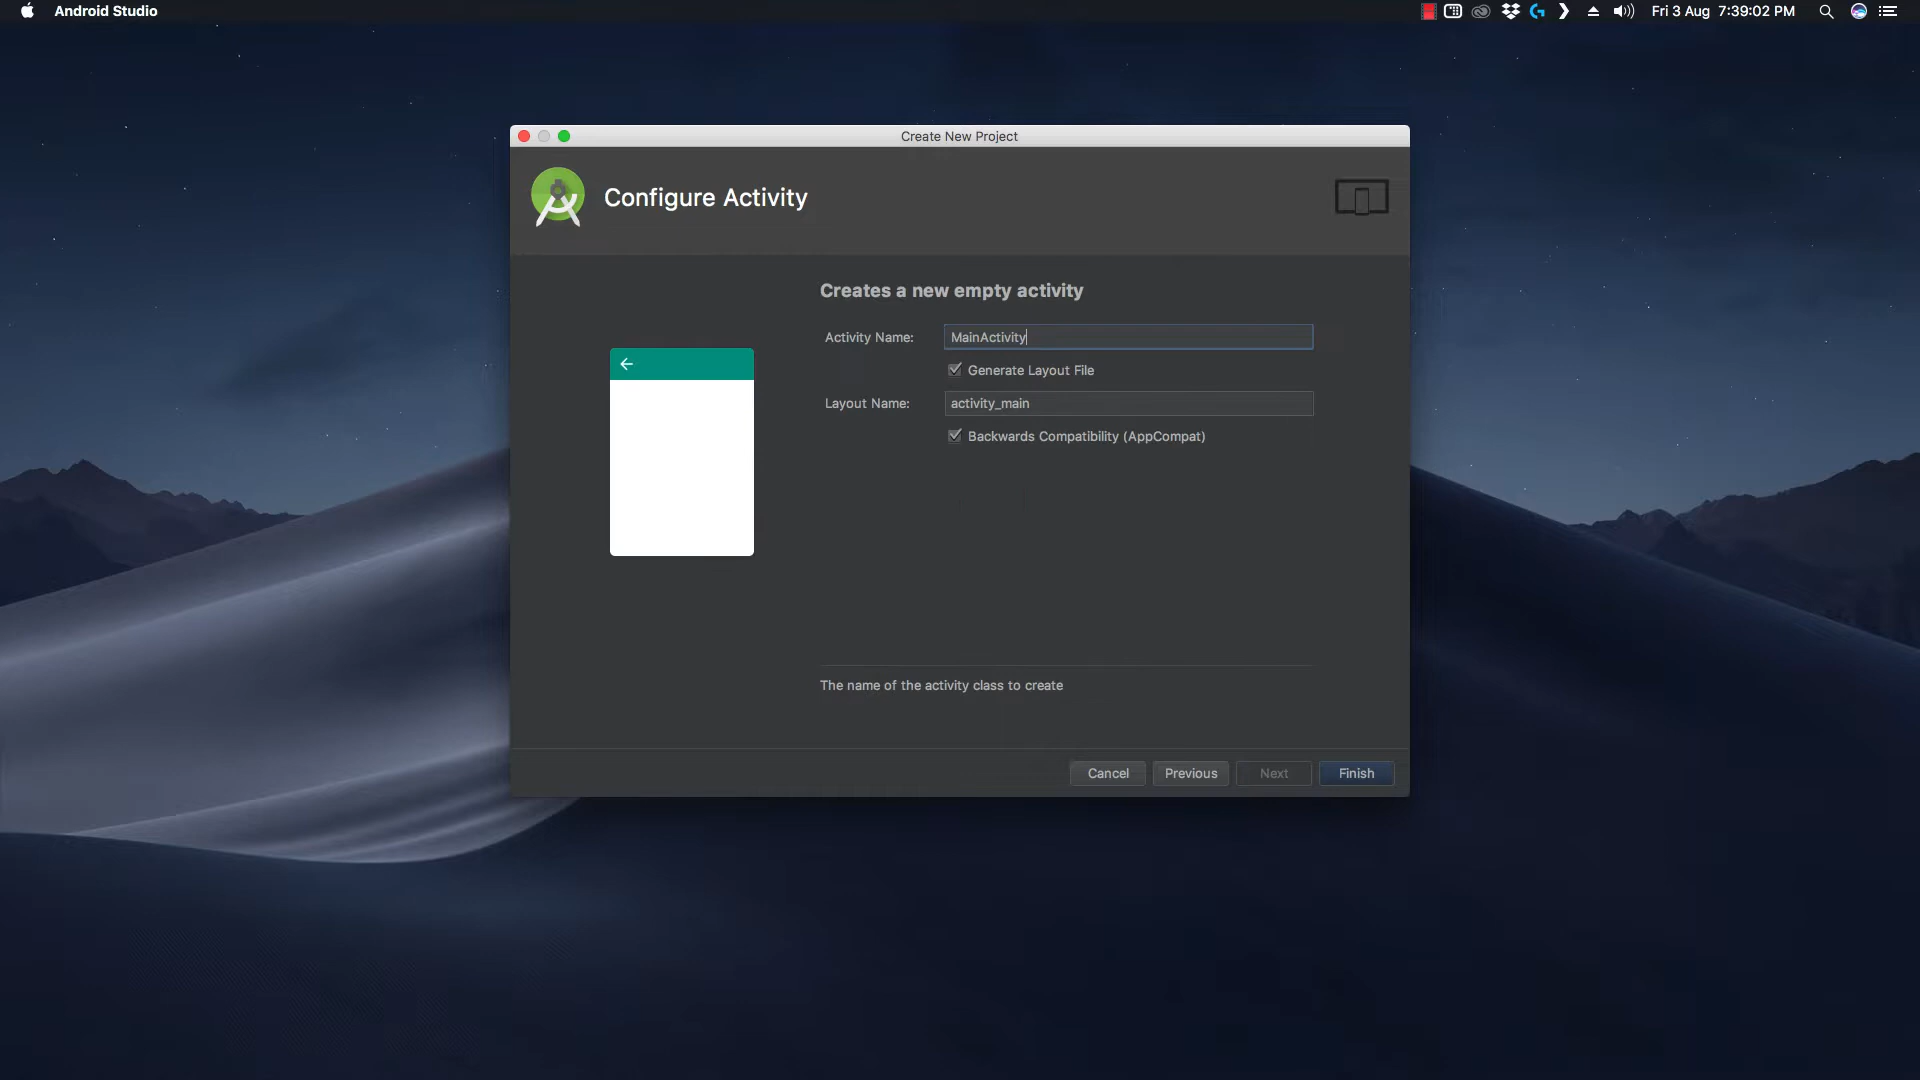 Android Studio
Fri 3 Aug 7:39:02 PM
Create New Project
Configure Activity
Creates a new empty activity
Activity Name:
MainActivity
Generate Layout File
Layout Name:
activity_main
Backwards Compatibility (AppCompat)
The name of the activity class to create
Cancel
Previous
Next
Finish